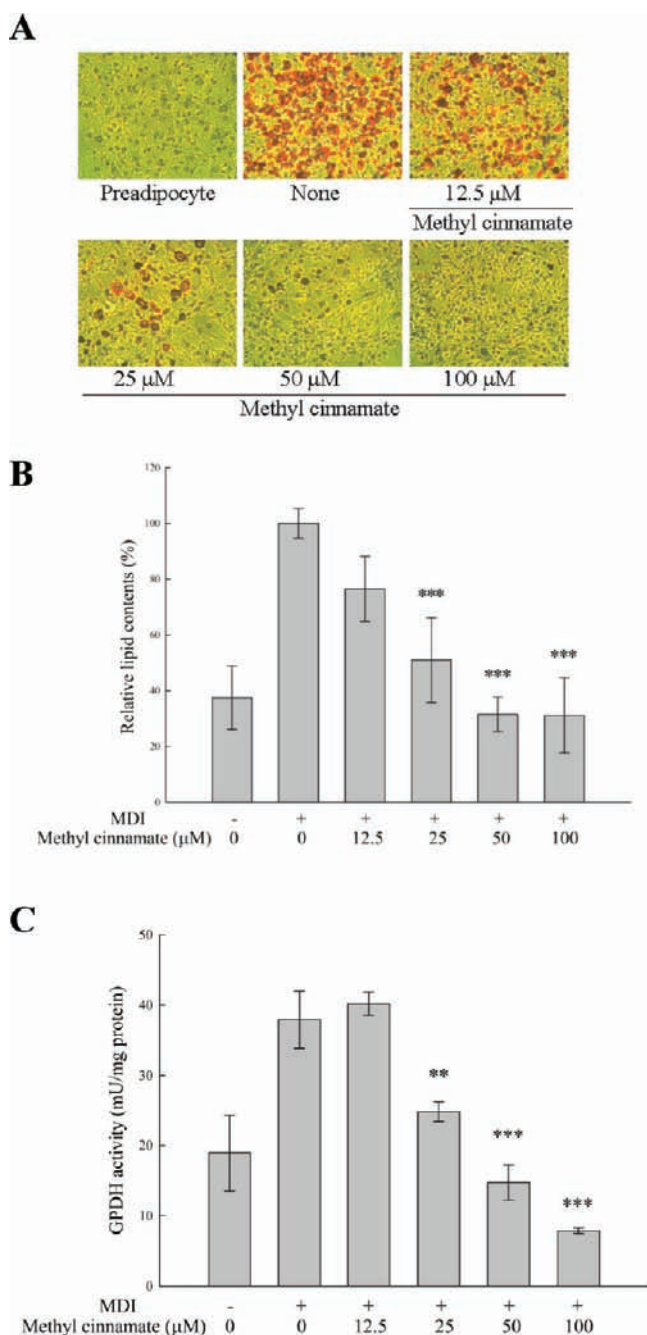 A
Preadipocyte None 12.5 µM
Methyl cinnamate
25 µM 50 µM 100 µM
Methyl cinnamate
B
Relative lipid contents (%)
120
100
80
60
40
20
0
***
***
***
MDI - + + + + +
Methyl cinnamate (µM) 0 0 12.5 25 50 100
C
GPDH activity (mU/mg protein)
50
40
30
20
10
0
**
***
***
MDI - + + + + +
Methyl cinnamate (µM) 0 0 12.5 25 50 100